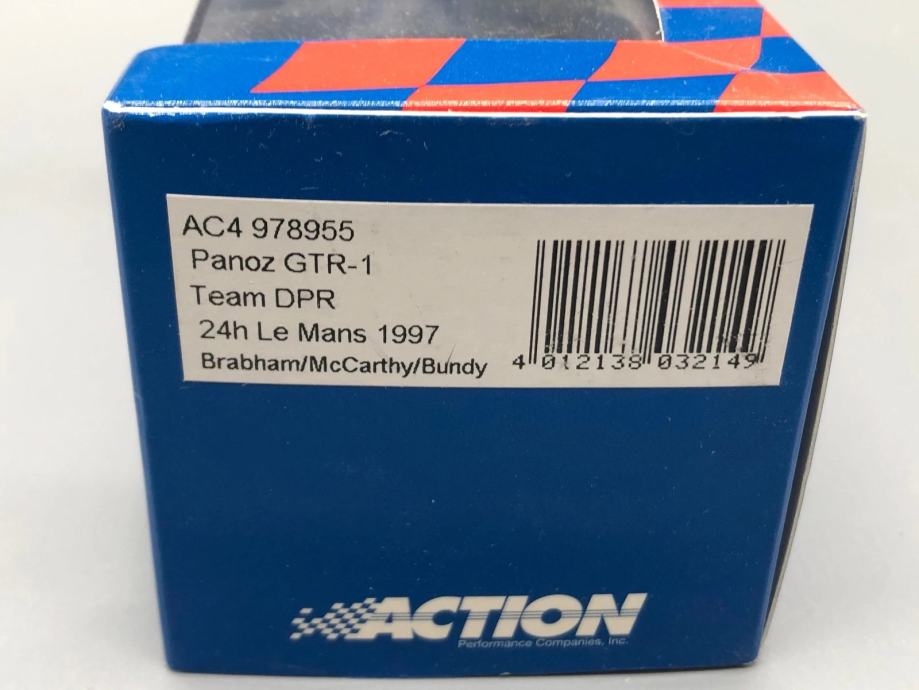 AC4 978955
Panoz GTR-1
Team DPR
24h Le Mans 1997
Brabham/McCarthy/Bundy
4 012138 032149
ACTION
Performance Companies, Inc.